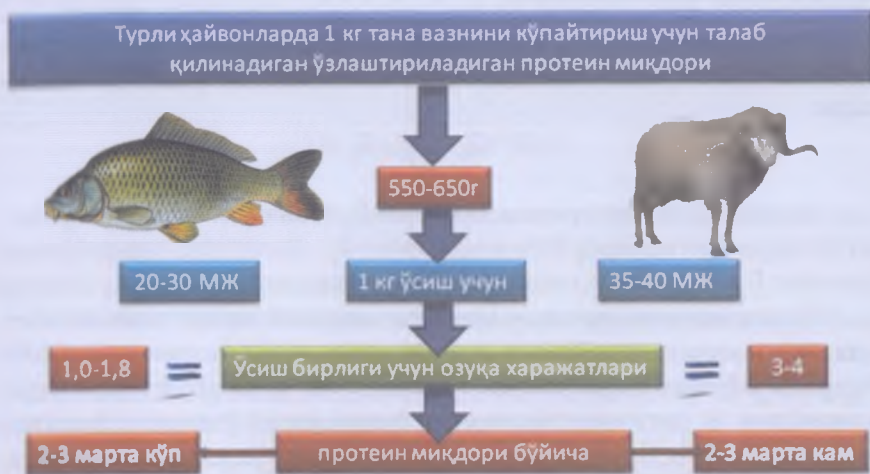 Турли ҳайвонларда 1 кг тана вазнини кўпайтириш учун талаб
қилинадиган ўзлаштириладиган протеин миқдори
550-650г
20-30 МЖ
1 кг ўсиш учун
35-40 МЖ
1,0-1,8 = Ўсиш бирлиги учун озуқа харажатлари = 3-4
2-3 марта кўп
протеин миқдори бўйича
2-3 марта кам